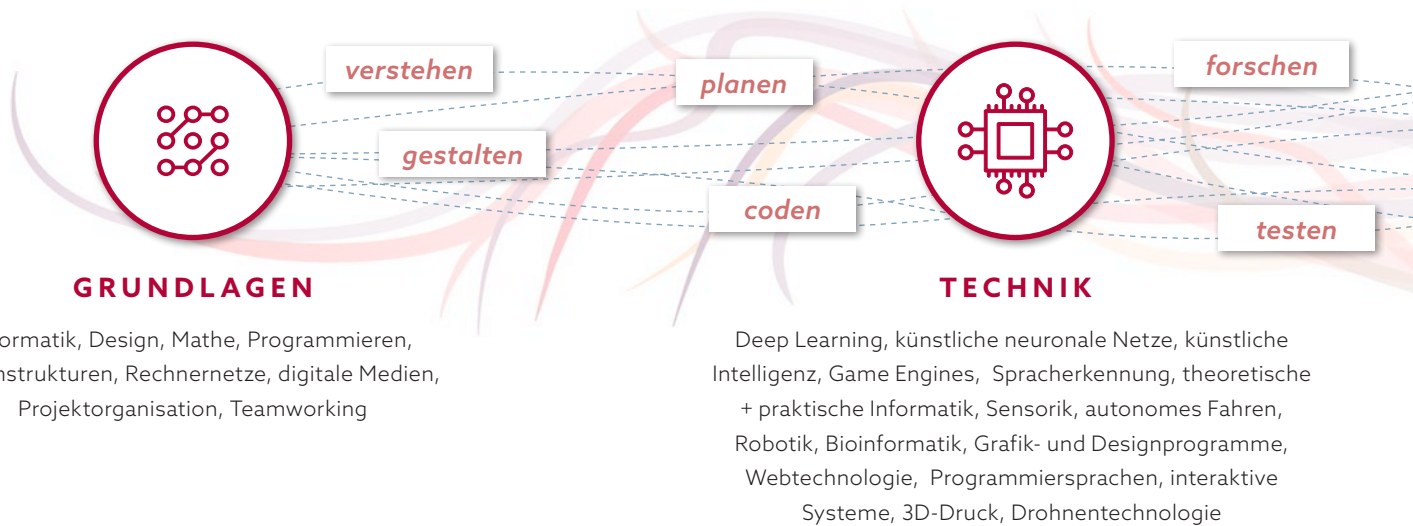 verstehen
planen
forschen
gestalten
coden
testen
GRUNDLAGEN
ormatik, Design, Mathe, Programmieren,
nstrukturen, Rechnernetze, digitale Medien,
Projektorganisation, Teamworking
TECHNIK
Deep Learning, künstliche neuronale Netze, künstliche
Intelligenz, Game Engines,  Spracherkennung, theoretische
+ praktische Informatik, Sensorik, autonomes Fahren,
Robotik, Bioinformatik, Grafik- und Designprogramme,
Webtechnologie,  Programmiersprachen, interaktive
Systeme, 3D-Druck, Drohnentechnologie